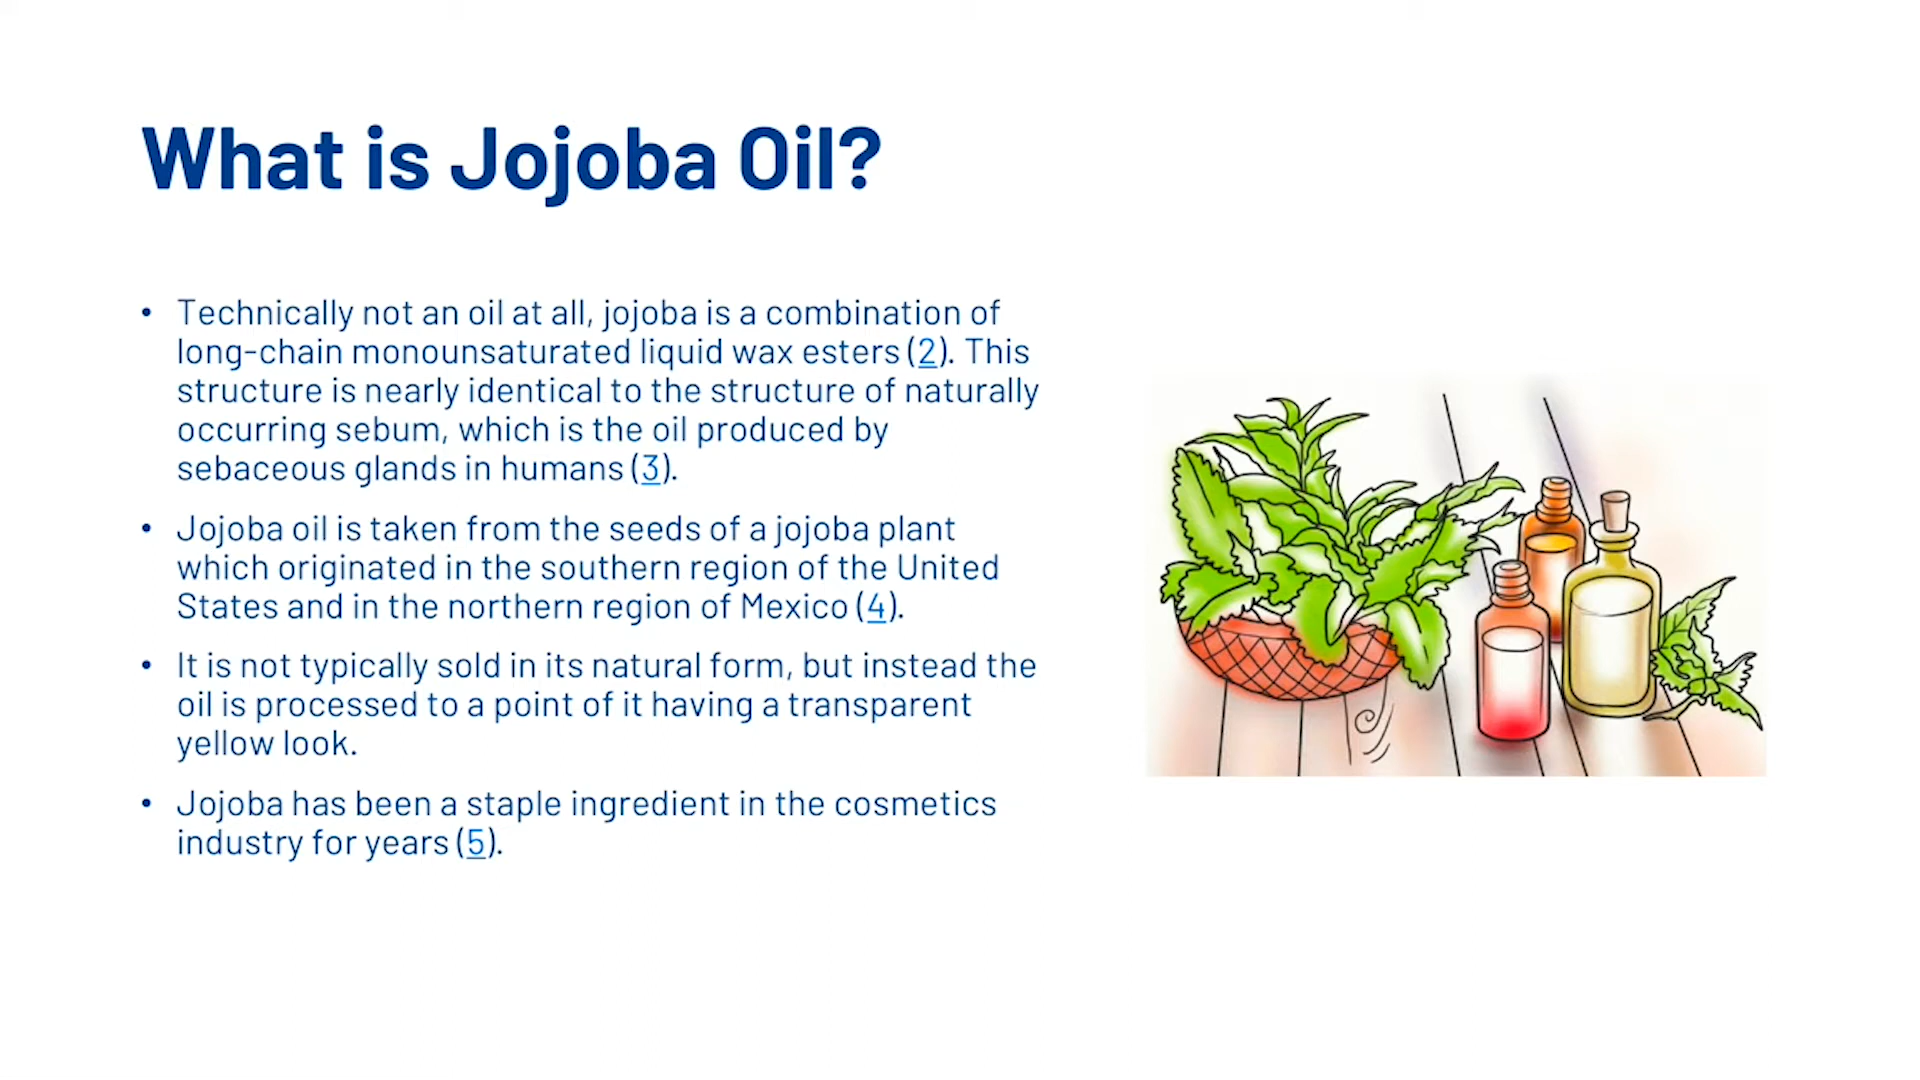 What is Jojoba Oil?
• Technically not an oil at all, jojoba is a combination of
long-chain monounsaturated liquid wax esters (2). This
structure is nearly identical to the structure of naturally
occurring sebum, which is the oil produced by
sebaceous glands in humans (3).
• Jojoba oil is taken from the seeds of a jojoba plant
which originated in the southern region of the United
States and in the northern region of Mexico (4).
• It is not typically sold in its natural form, but instead the
oil is processed to a point of it having a transparent
yellow look.
• Jojoba has been a staple ingredient in the cosmetics
industry for years (5).